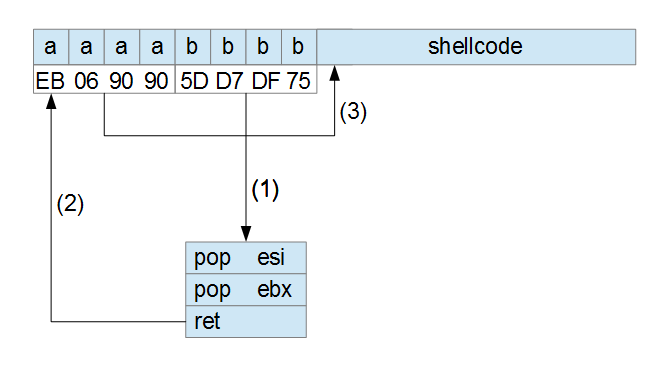 a a a a b b b b shellcode
EB 06 90 90 5D D7 DF 75
(3)
(1)
(2)
pop esi
pop ebx
ret